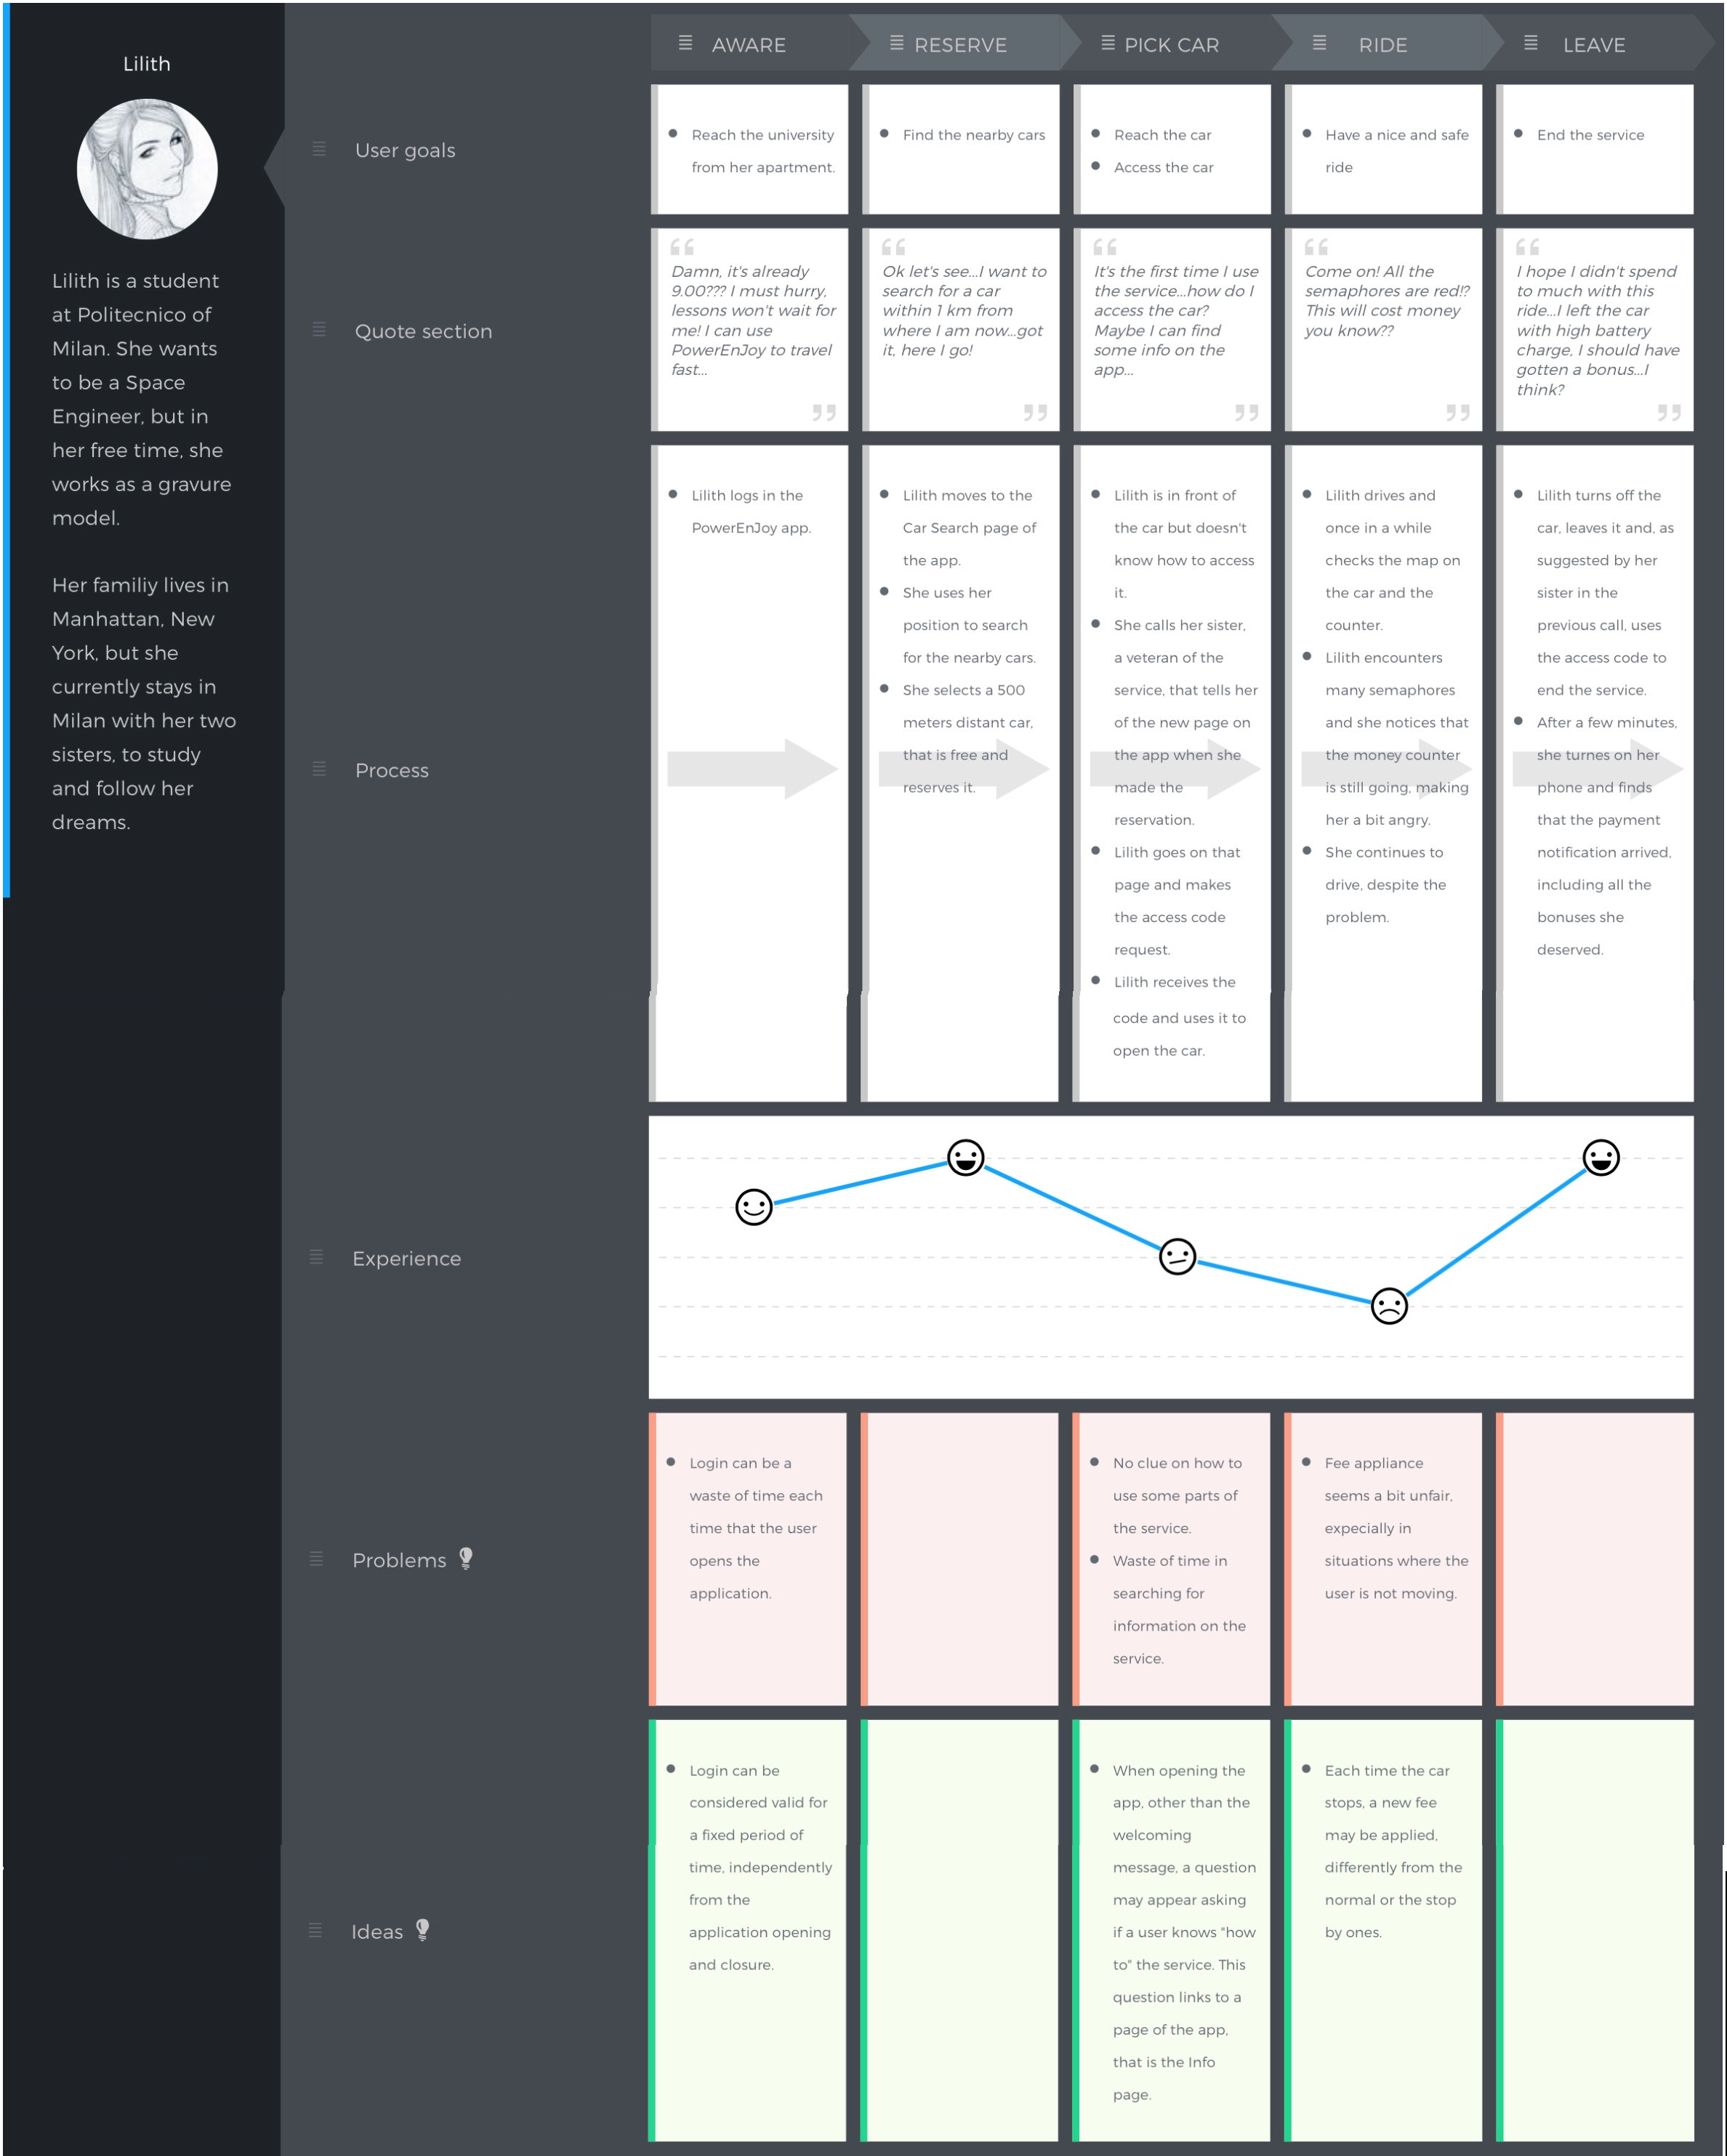 Lilith
Lilith is a student
at Politecnico of
Milan. She wants
to be a Space
Engineer, but in
her free time, she
works as a gravure
model.
Her familiy lives in
Manhattan, New
York, but she
currently stays in
Milan with her two
sisters, to study
and follow her
dreams.
AWARE
RESERVE
PICK CAR
RIDE
LEAVE
User goals
Reach the university
from her apartment.
Find the nearby cars
Reach the car
Access the car
Have a nice and safe
ride
End the service
Quote section
Damn, it's already
9.00??? I must hurry,
lessons won't wait for
me! I can use
PowerEnJoy to travel
fast...
Ok let's see...I want to
search for a car
within 1 km from
where I am now...got
it, here I go!
It's the first time I use
the service...how do I
access the car?
Maybe I can find
some info on the
app...
Come on! All the
semaphores are red!?
This will cost money
you know??
I hope I didn't spend
to much with this
ride...I left the car
with high battery
charge, I should have
gotten a bonus...I
think?
Process
Lilith logs in the
PowerEnJoy app.
Lilith moves to the
Car Search page of
the app.
She uses her
position to search
for the nearby cars.
She selects a 500
meters distant car,
that is free and
reserves it.
Lilith is in front of
the car but doesn't
know how to access
it.
She calls her sister,
a veteran of the
service, that tells her
of the new page on
the app when she
made the
reservation.
Lilith goes on that
page and makes
the access code
request.
Lilith receives the
code and uses it to
open the car.
Lilith drives and
once in a while
checks the map on
the car and the
counter.
Lilith encounters
many semaphores
and she notices that
the money counter
is still going, making
her a bit angry.
She continues to
drive, despite the
problem.
Lilith turns off the
car, leaves it and, as
suggested by her
sister in the
previous call, uses
the access code to
end the service.
After a few minutes,
she turnes on her
phone and finds
that the payment
notification arrived,
including all the
bonuses she
deserved.
Experience
Problems
Login can be a
waste of time each
time that the user
opens the
application.
No clue on how to
use some parts of
the service.
Waste of time in
searching for
information on the
service.
Fee appliance
seems a bit unfair,
expecially in
situations where the
user is not moving.
Ideas
Login can be
considered valid for
a fixed period of
time, independently
from the
application opening
and closure.
When opening the
app, other than the
welcoming
message, a question
may appear asking
if a user knows "how
to" the service. This
question links to a
page of the app,
that is the Info
page.
Each time the car
stops, a new fee
may be applied,
differently from the
normal or the stop
by ones.